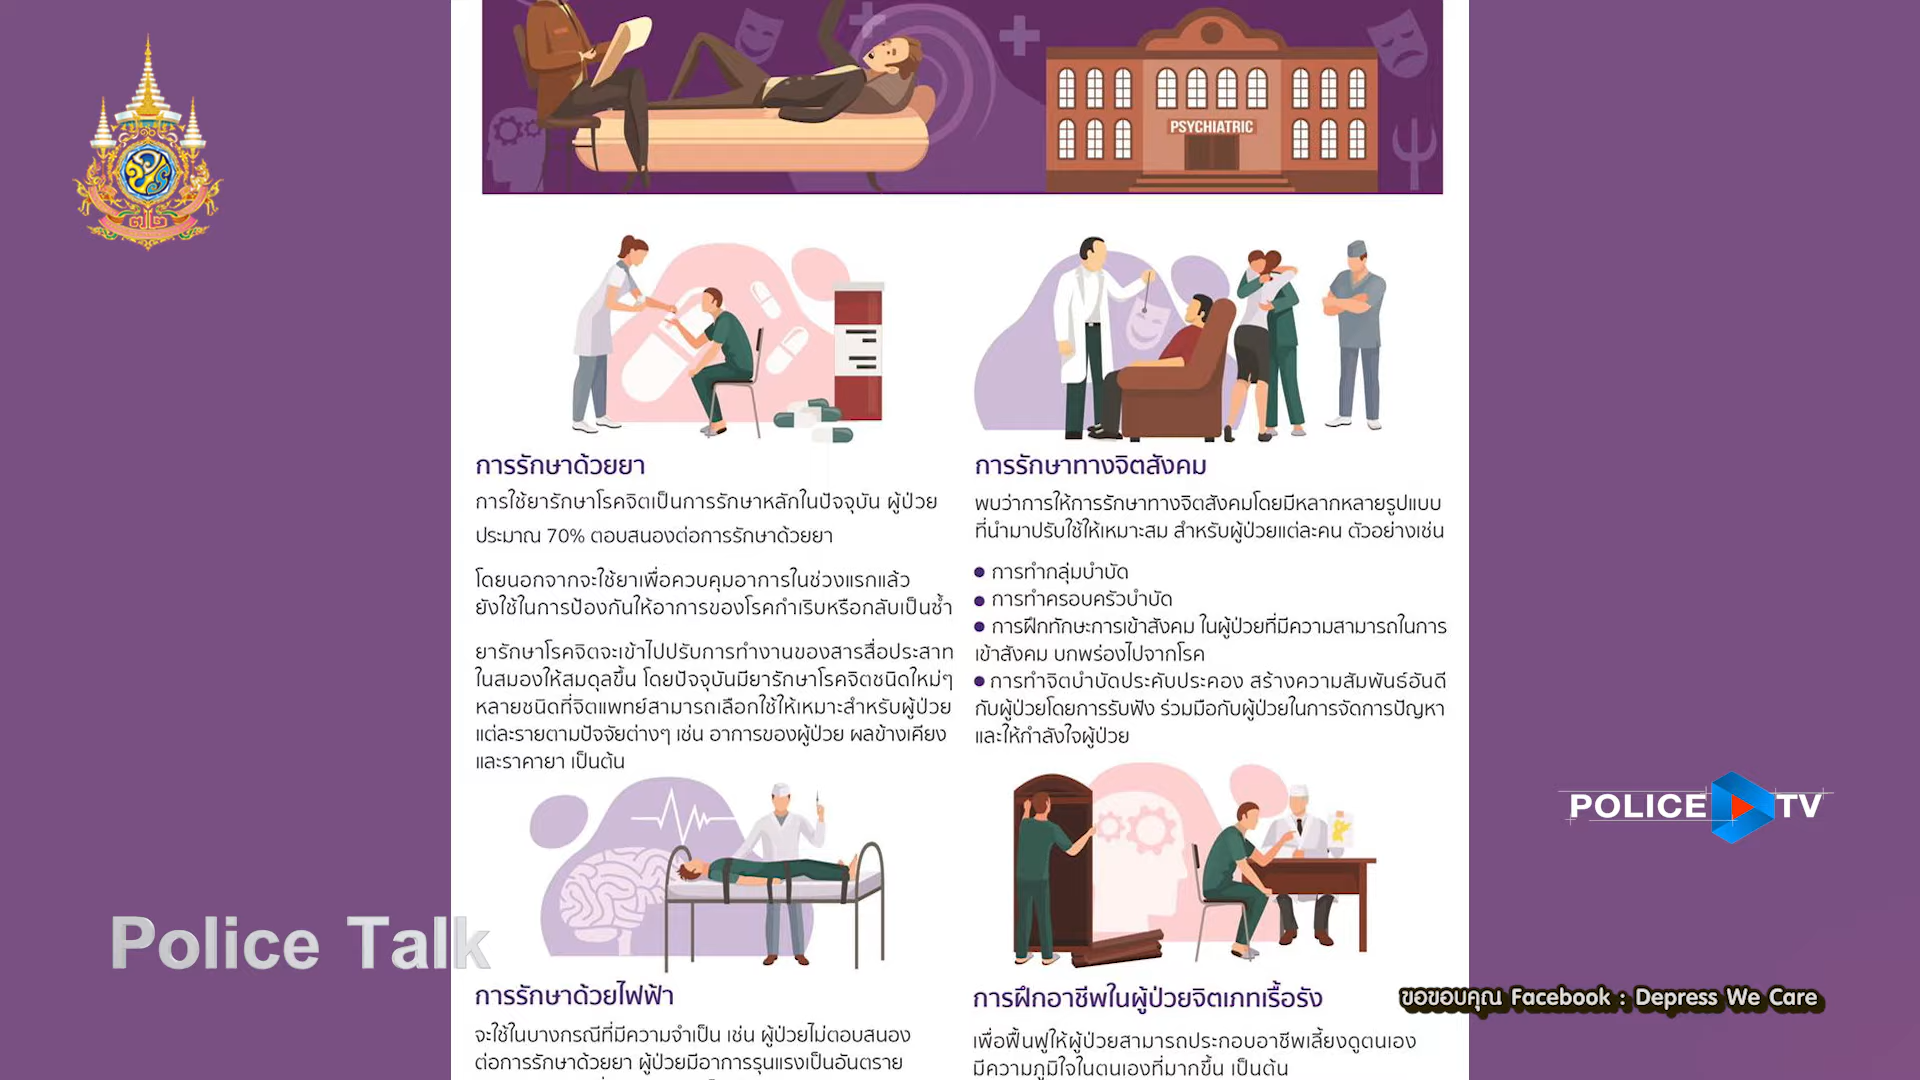 PSYCHIATRIC
การรักษาด้วยยา
การใช้ยารักษาโรคจิตเป็นการรักษาหลักในปัจจุบัน ผู้ป่วย
ประมาณ 70% ตอบสนองต่อการรักษาด้วยยา
โดยนอกจากจะใช้ยาเพื่อควบคุมอาการในช่วงแรกแล้ว
ยังใช้ในการป้องกันให้อาการของโรคกำเริบหรือกลับเป็นซ้ำ
ยารักษาโรคจิตจะเข้าไปปรับการทำงานของสารสื่อประสาท
ในสมองให้สมดุลขึ้น โดยปัจจุบันมียารักษาโรคจิตชนิดใหม่ๆ
หลายชนิดที่จิตแพทย์สามารถเลือกใช้ให้เหมาะสำหรับผู้ป่วย
แต่ละรายตามปัจจัยต่างๆ เช่น อาการของผู้ป่วย ผลข้างเคียง
และราคายา เป็นต้น
การรักษาทางจิตสังคม
พบว่าการให้การรักษาทางจิตสังคมโดยมีหลากหลายรูปแบบ
ที่นำมาปรับใช้ให้เหมาะสม สำหรับผู้ป่วยแต่ละคน ตัวอย่างเช่น
● การทำกลุ่มบำบัด
● การทำครอบครัวบำบัด
● การฝึกทักษะการเข้าสังคม ในผู้ป่วยที่มีความสามารถในการ
เข้าสังคม บกพร่องไปจากโรค
● การทำจิตบำบัดประคับประคอง สร้างความสัมพันธ์อันดี
กับผู้ป่วยโดยการรับฟัง ร่วมมือกับผู้ป่วยในการจัดการปัญหา
และให้กำลังใจผู้ป่วย
POLICE TV
Police Talk
การรักษาด้วยไฟฟ้า
จะใช้ในบางกรณีที่มีความจำเป็น เช่น ผู้ป่วยไม่ตอบสนอง
ต่อการรักษาด้วยยา ผู้ป่วยมีอาการรุนแรงเป็นอันตราย
การฝึกอาชีพในผู้ป่วยจิตเภทเรื้อรัง
เพื่อฟื้นฟูให้ผู้ป่วยสามารถประกอบอาชีพเลี้ยงดูตนเอง
มีความภูมิใจในตนเองที่มากขึ้น เป็นต้น
ขอขอบคุณ Facebook : Depress We Care